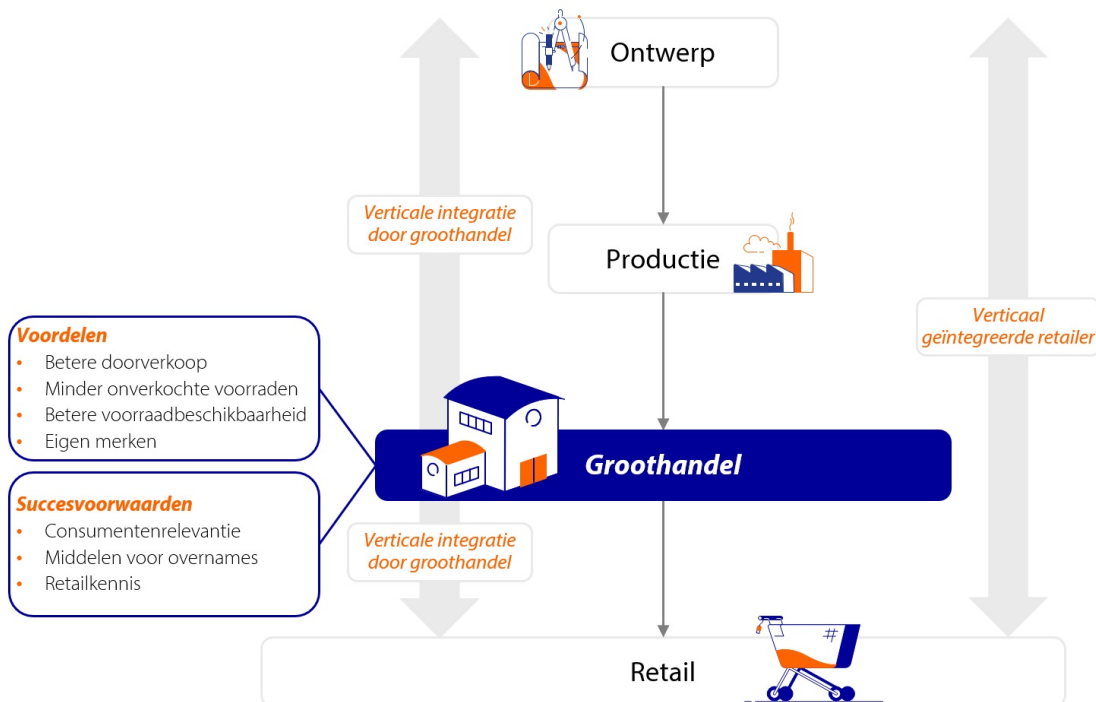 Ontwerp
Verticale integratie
door groothandel
Productie
Verticaal
geïntegreerde retailer
Voordelen
• Betere doorverkoop
• Minder onverkochte voorraden
• Betere voorraadbeschikbaarheid
• Eigen merken
Groothandel
Succesvoorwaarden
• Consumentenrelevantie
• Middelen voor overnames
• Retailkennis
Verticale integratie
door groothandel
Retail
#